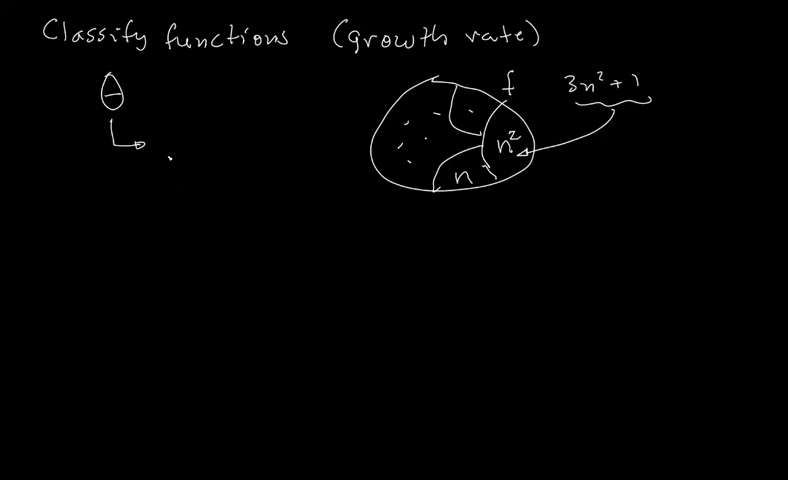 Classify functions (growth rate)
Θ
f
3n² + 1
n²
n